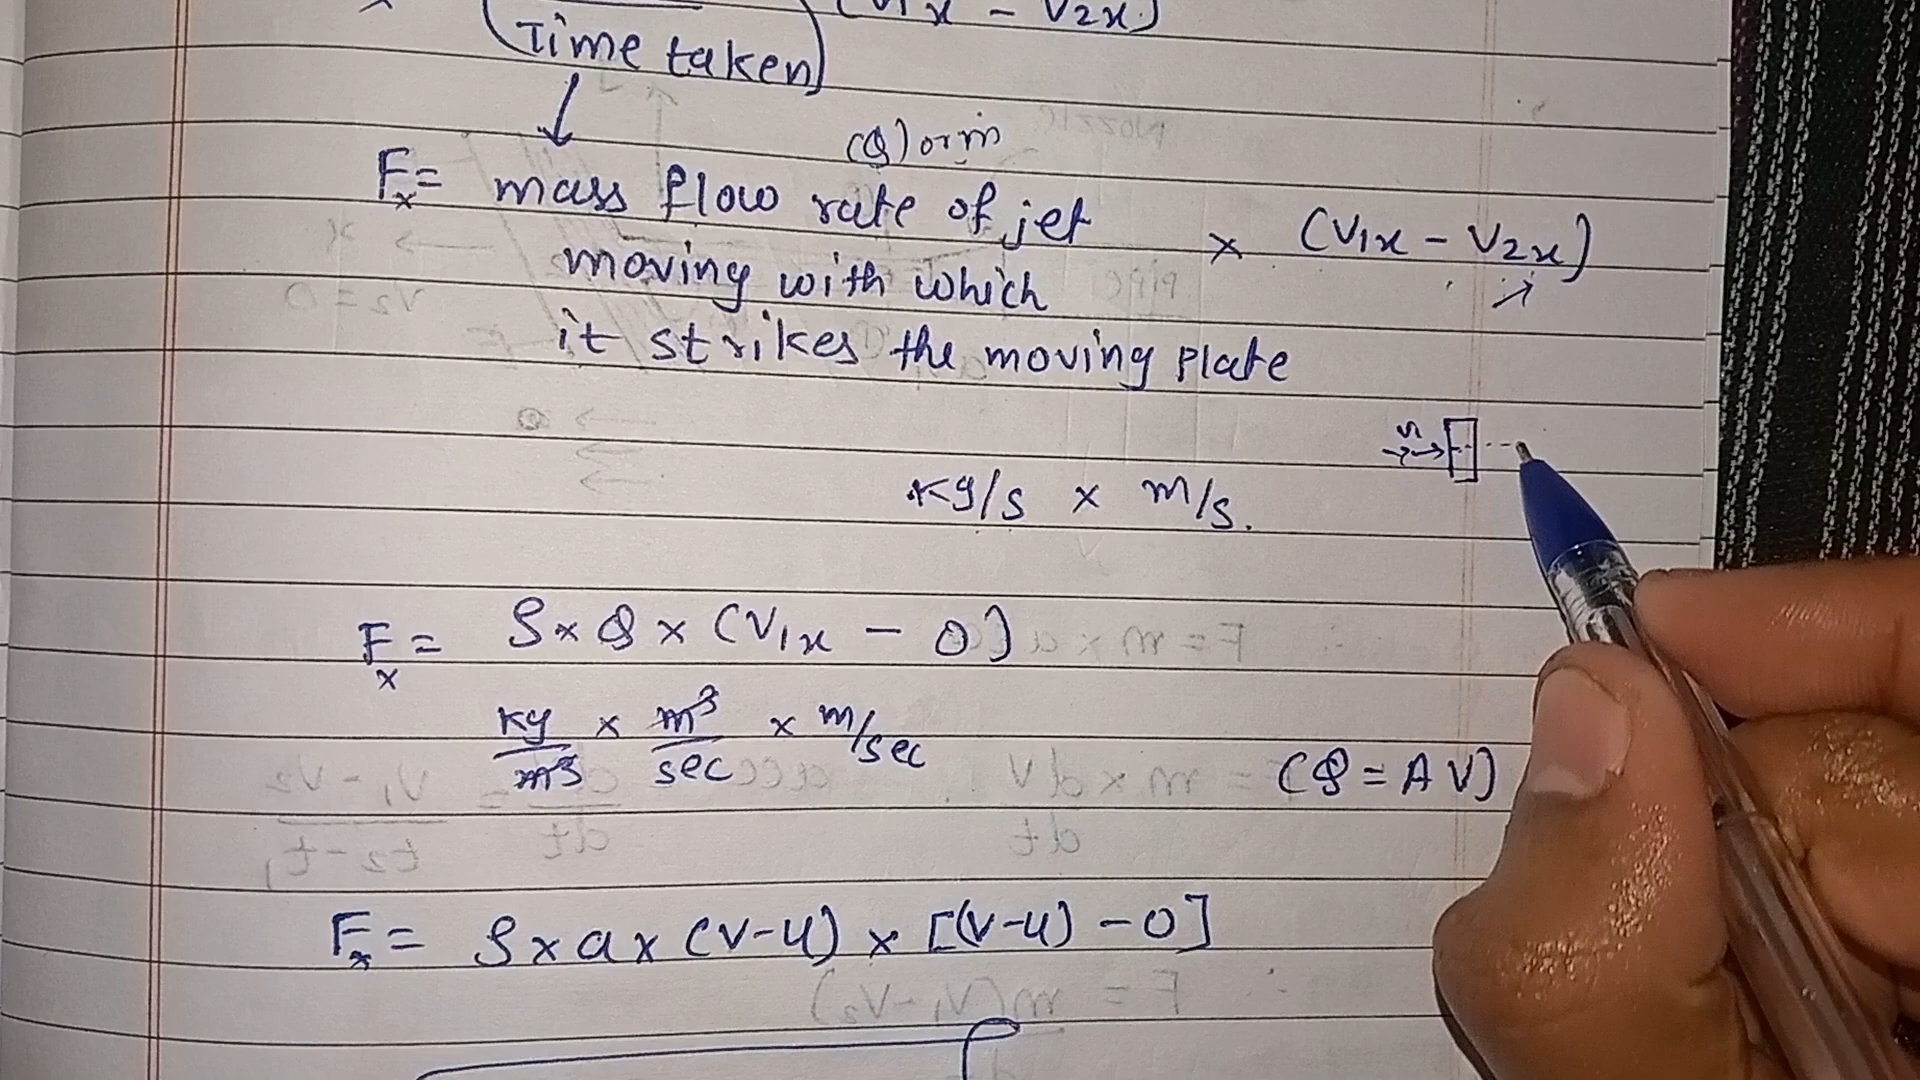 (V1x - V2x)
Time taken
(Q) or ṁ
Fx = mass flow rate of jet × (V1x - V2x)
moving with which
it strikes the moving plate
V1
Kg/s × m/s.
Fx = ρ × Q × (V1x - 0)
kg/m³ × m³/sec × m/sec
(Q = AV)
Fx = ρ × a × (V-u) × [(V-u) - 0]